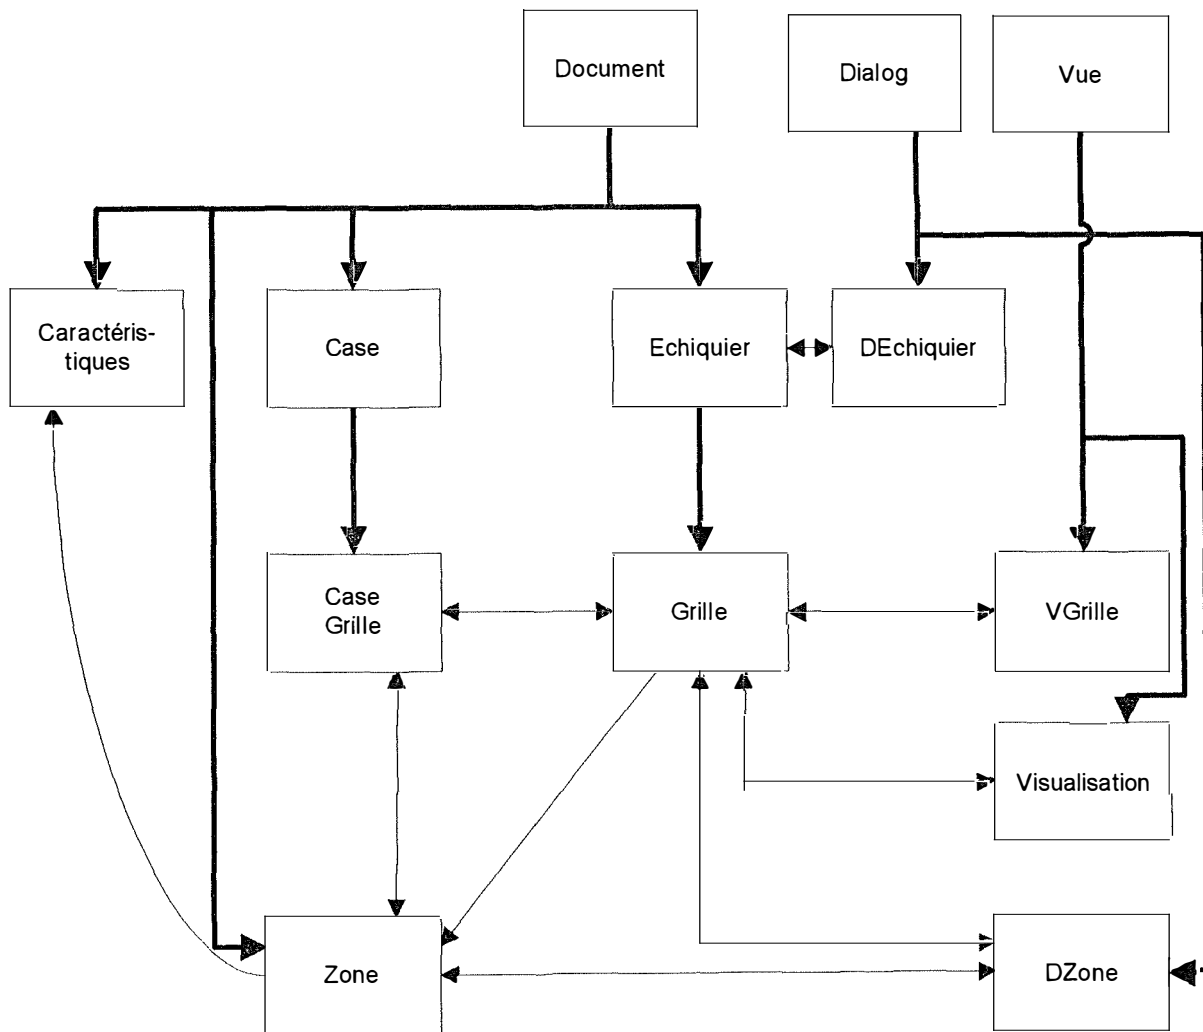 Document
Dialog
Vue
Caractéris-
tiques
Case
Echiquier
DEchiquier
Case
Grille
Grille
VGrille
Visualisation
Zone
DZone